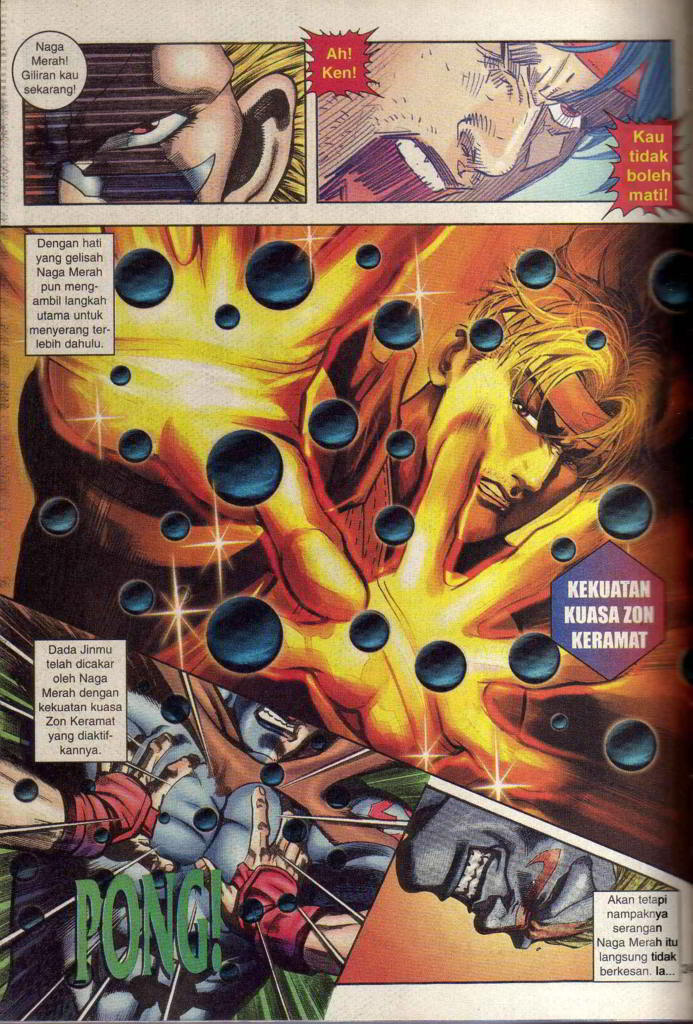 Naga
Merah!
Giliran kau
sekarang!
Ah!
Ken!
Kau
tidak
boleh
mati!
Dengan hati
yang gelisah
Naga Merah
pun meng-
ambil langkah
utama untuk
menyerang ter-
lebih dahulu.
KEKUATAN
KUASA ZON
KERAMAT
Dada Jinmu
telah dicakar
oleh Naga
Merah dengan
kekuatan kuasa
Zon Keramat
yang diaktif-
kannya.
PONG!
Akan tetapi
nampaknya
serangan
Naga Merah itu
langsung tidak
berkesan. Ia...